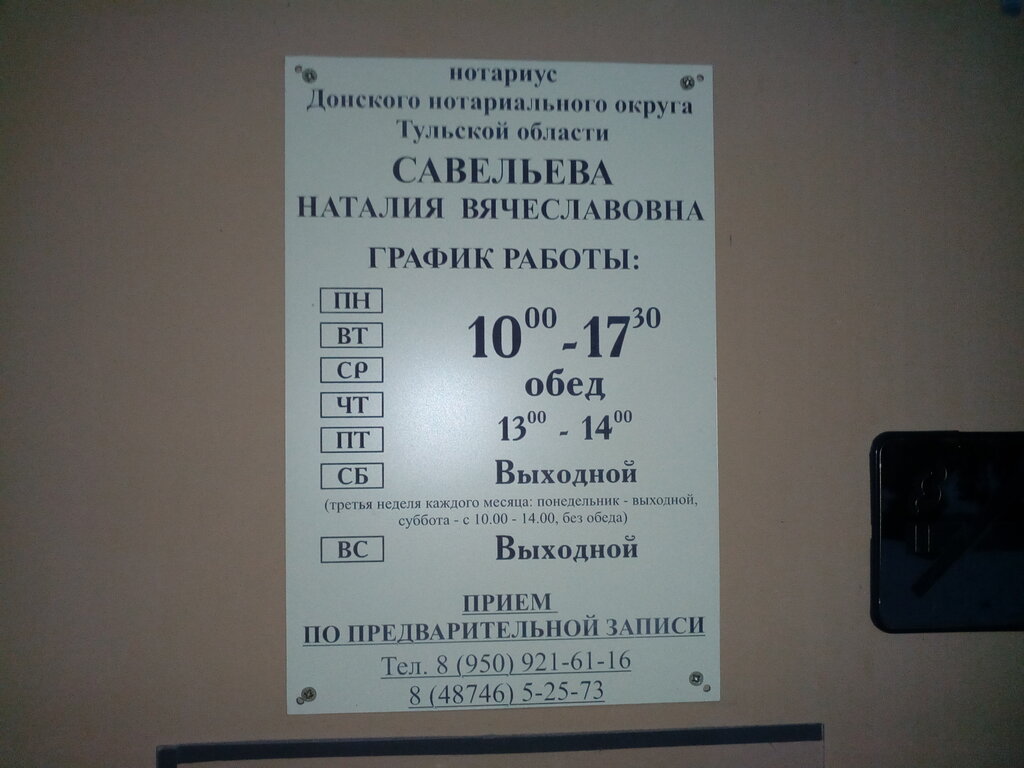 нотариус
Донского нотариального округа
Тульской области
САВЕЛЬЕВА
НАТАЛИЯ ВЯЧЕСЛАВОВНА
ГРАФИК РАБОТЫ:
ПН
ВТ
СР
ЧТ
ПТ
10⁰⁰-17³⁰
обед
13⁰⁰ - 14⁰⁰
СБ Выходной
(третья неделя каждого месяца: понедельник - выходной,
суббота - с 10.00 - 14.00, без обеда)
ВС Выходной
ПРИЕМ
ПО ПРЕДВАРИТЕЛЬНОЙ ЗАПИСИ
Тел. 8 (950) 921-61-16
8 (48746) 5-25-73